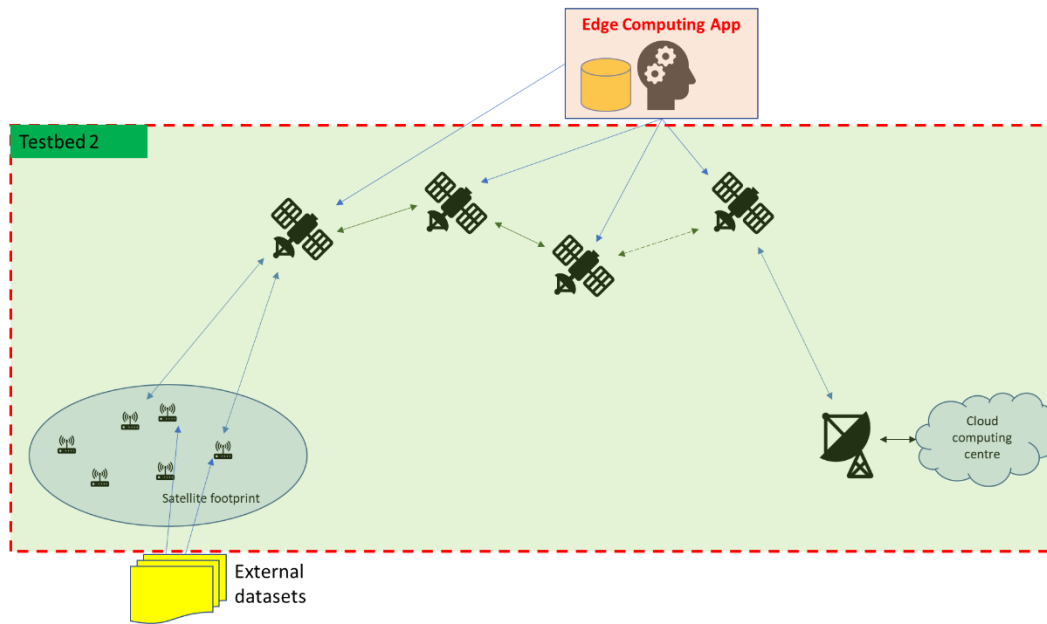 Edge Computing App
Testbed 2
Cloud
computing
centre
Satellite footprint
External
datasets